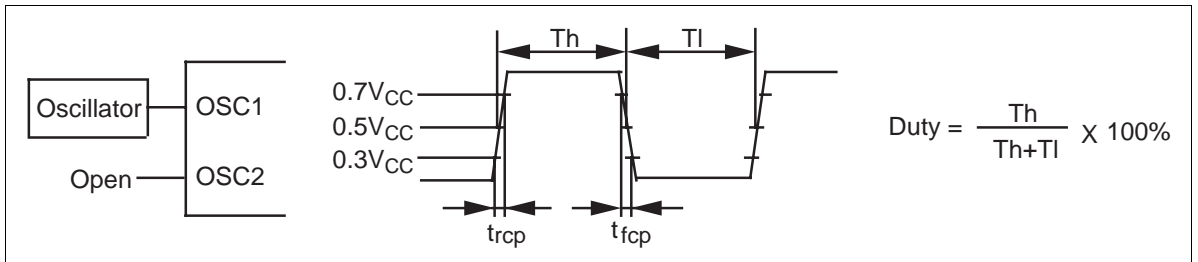 Oscillator
OSC1
Open
OSC2
Th
Tl
0.7VCC
0.5VCC
0.3VCC
trcp
tfcp
Duty = Th / Th+Tl X 100%